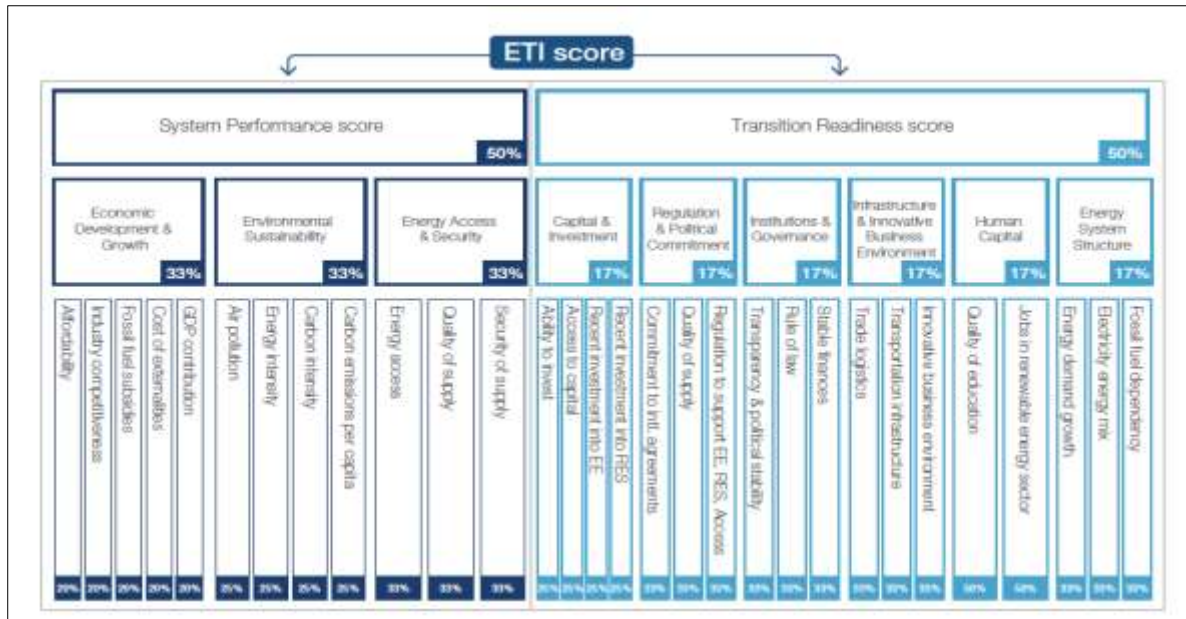 ETI score
System Performance score
50%
Transition Readiness score
50%
Economic
Development &
Growth
33%
Environmental
Sustainability
33%
Energy Access
& Security
33%
Capital &
Investment
17%
Regulation
& Political
Commitment
17%
Institutions &
Governance
17%
Infrastructure
& Innovative
Business
Environment
17%
Human
Capital
17%
Energy
System
Structure
17%
Affordability
Industry competitiveness
Fossil fuel subsidies
Cost of externalities
GDP contribution
Air pollution
Energy intensity
Carbon intensity
Carbon emissions per capita
Energy access
Quality of supply
Security of supply
Ability to invest
Access to capital
Recent investment into EE
Recent investment into RES
Commitment to intl. agreements
Quality of supply
Regulation to support EE, RES, Access
Transparency & political stability
Rule of law
Stable finances
Trade logistics
Transportation infrastructure
Innovative business environment
Quality of education
Jobs in renewable energy sector
Energy demand growth
Electricity energy mix
Fossil fuel dependency
20%
20%
20%
20%
20%
25%
25%
25%
25%
33%
33%
33%
25%
25%
25%
25%
33%
33%
33%
33%
33%
33%
33%
33%
33%
50%
50%
33%
33%
33%